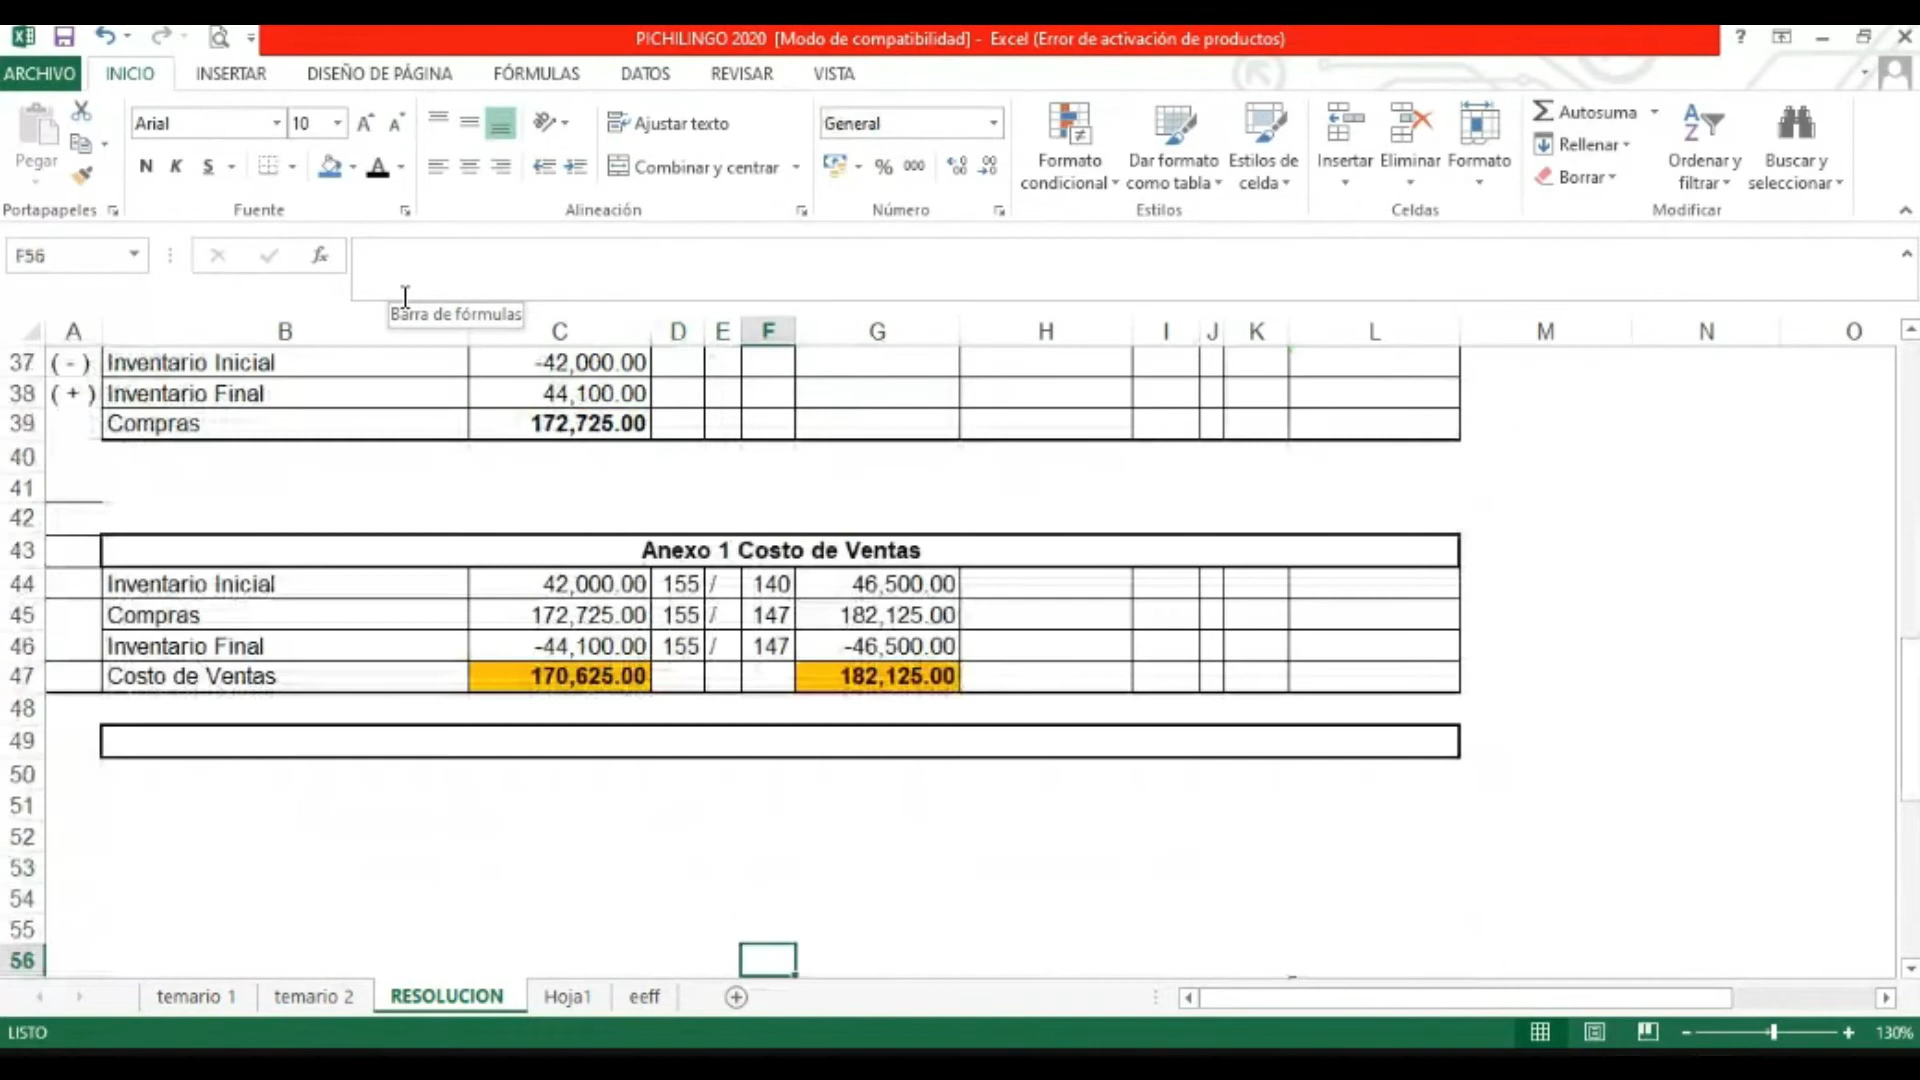 PICHILINGO 2020 [Modo de compatibilidad] - Excel (Error de activación de productos)
ARCHIVO INICIO INSERTAR DISEÑO DE PÁGINA FÓRMULAS DATOS REVISAR VISTA
Arial 10 Ajustar texto General Autosuma
Pegar N K S Combinar y centrar % 000 Formato condicional Dar formato como tabla Estilos de celda Insertar Eliminar Formato Rellenar Borrar Ordenar y filtrar Buscar y seleccionar
Portapapeles Fuente Alineación Número Estilos Celdas Modificar
F56 fx
Barra de fórmulas
A B C D E F G H I J K L M N O
37 ( - ) Inventario Inicial -42,000.00
38 ( + ) Inventario Final 44,100.00
39 Compras 172,725.00
40
41
42
43 Anexo 1 Costo de Ventas
44 Inventario Inicial 42,000.00 155 / 140 46,500.00
45 Compras 172,725.00 155 / 147 182,125.00
46 Inventario Final -44,100.00 155 / 147 -46,500.00
47 Costo de Ventas 170,625.00 182,125.00
48
49
50
51
52
53
54
55
56
temario 1 temario 2 RESOLUCION Hoja1 eeff
LISTO 130%